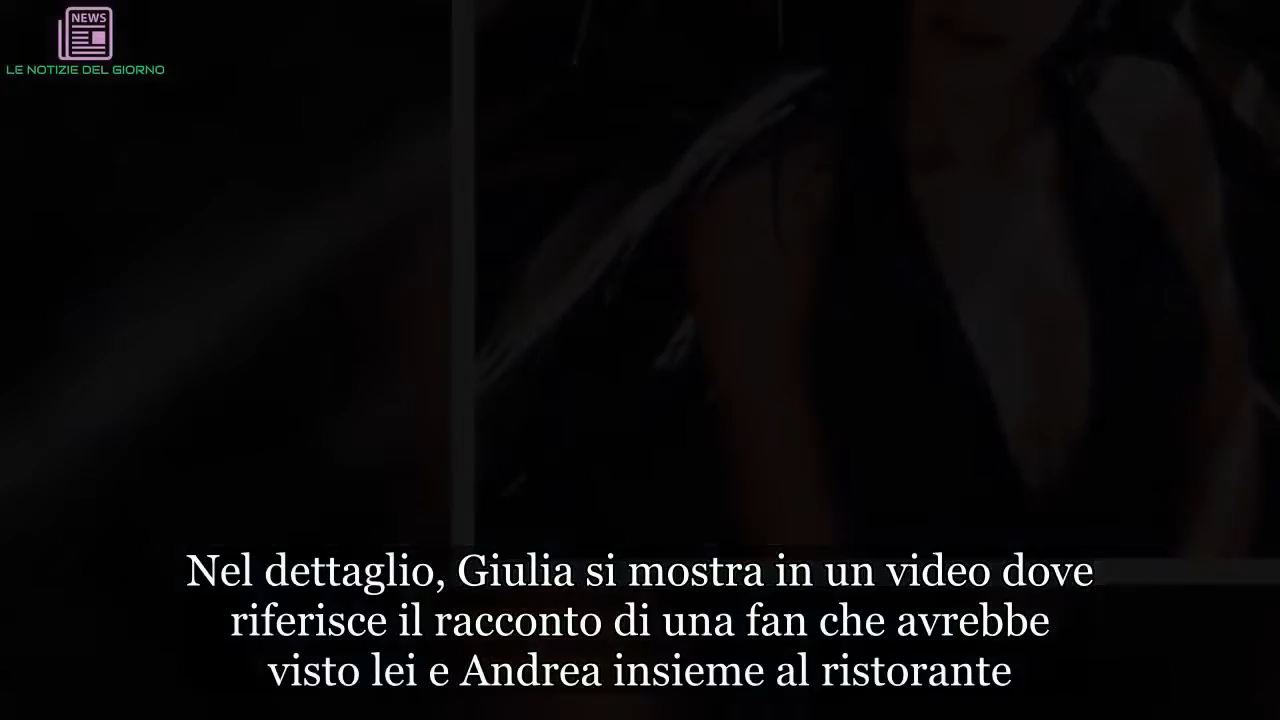 NEWS
LE NOTIZIE DEL GIORNO
Nel dettaglio, Giulia si mostra in un video dove
riferisce il racconto di una fan che avrebbe
visto lei e Andrea insieme al ristorante